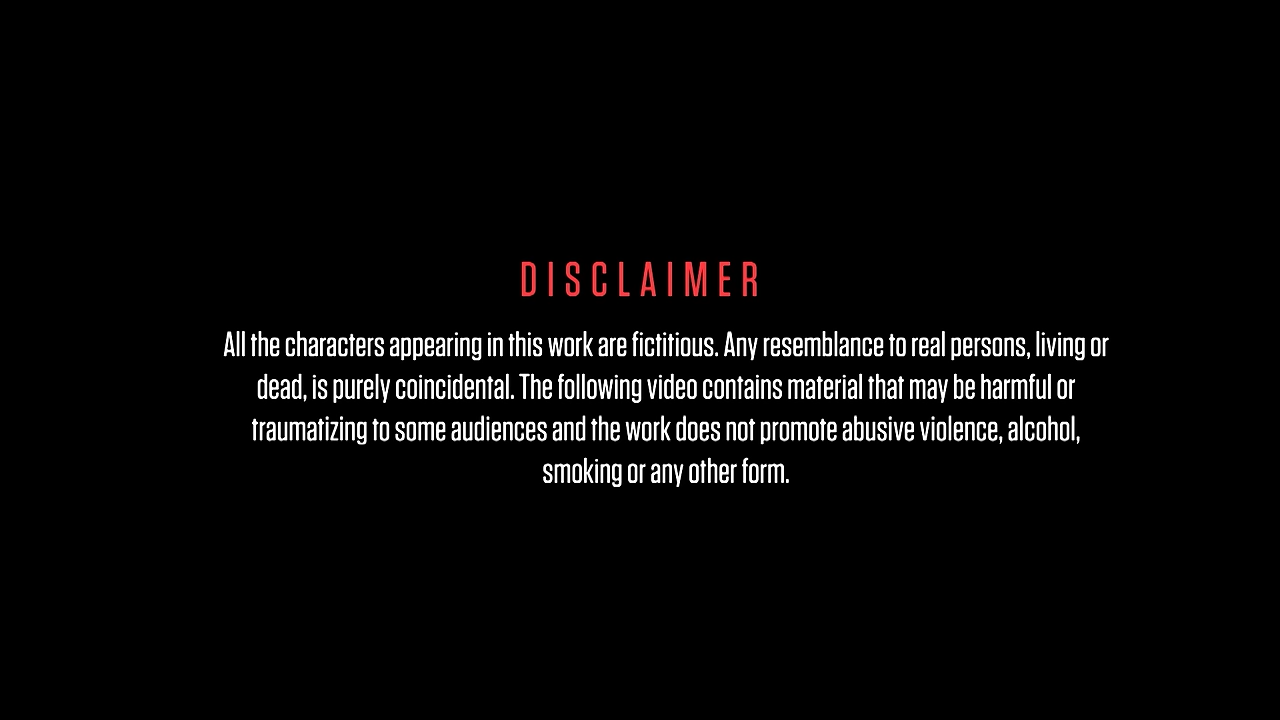 DISCLAIMER
All the characters appearing in this work are fictitious. Any resemblance to real persons, living or
dead, is purely coincidental. The following video contains material that may be harmful or
traumatizing to some audiences and the work does not promote abusive violence, alcohol,
smoking or any other form.